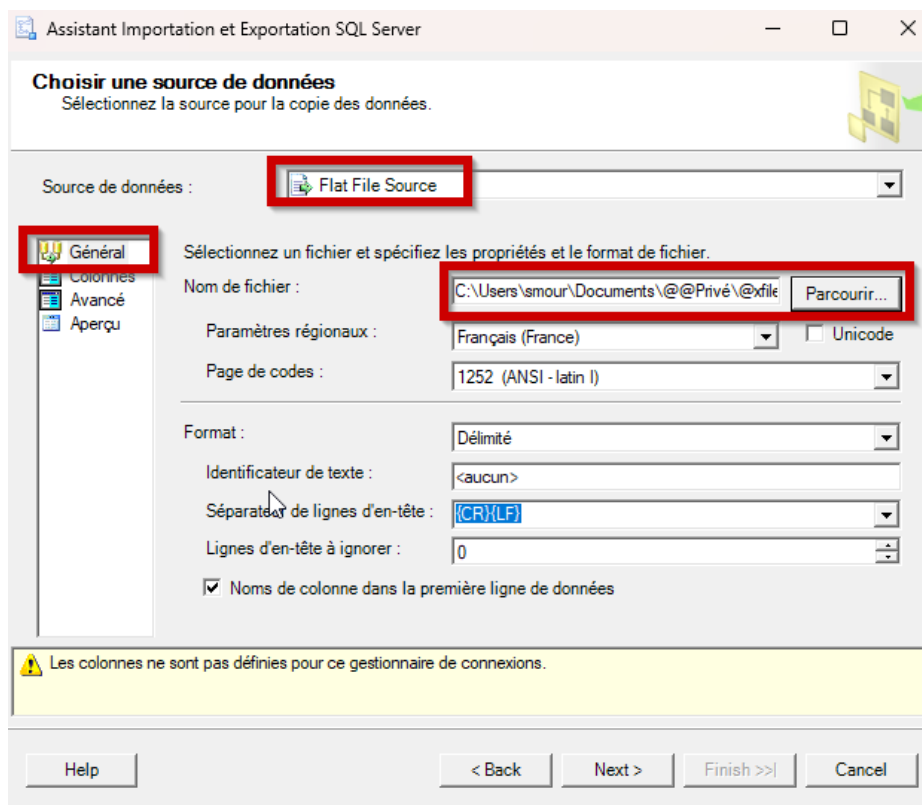 Assistant Importation et Exportation SQL Server
Choisir une source de données
Sélectionnez la source pour la copie des données.
Source de données :
Flat File Source
Général
Colonnes
Avancé
Aperçu
Sélectionnez un fichier et spécifiez les propriétés et le format de fichier.
Nom de fichier :
C:\Users\smour\Documents\@@Privé\@xfile
Parcourir...
Paramètres régionaux :
Français (France)
Unicode
Page de codes :
1252 (ANSI - latin I)
Format :
Délimité
Identificateur de texte :
<aucun>
Séparateur de lignes d'en-tête :
{CR}{LF}
Lignes d'en-tête à ignorer :
0
Noms de colonne dans la première ligne de données
Les colonnes ne sont pas définies pour ce gestionnaire de connexions.
Help
< Back
Next >
Finish >>|
Cancel